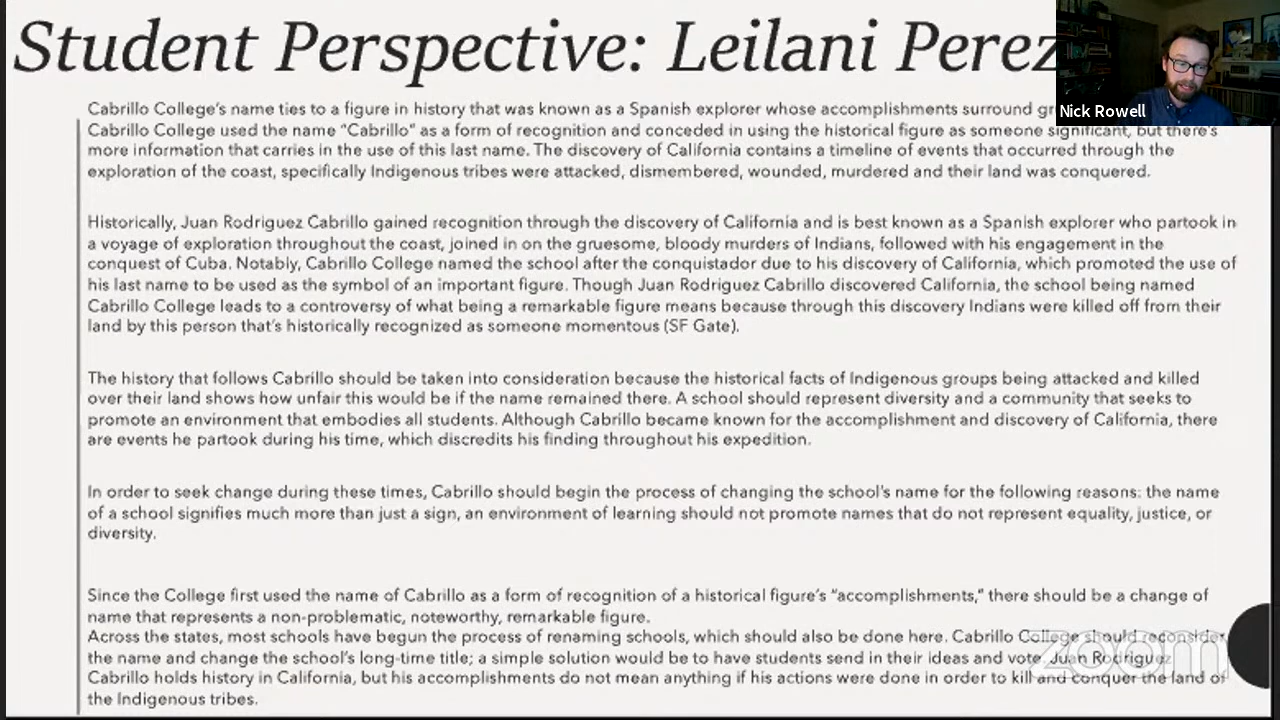 Student Perspective: Leilani Perez
Nick Rowell
Cabrillo College's name ties to a figure in history that was known as a Spanish explorer whose accomplishments surround
Cabrillo College used the name "Cabrillo" as a form of recognition and conceded in using the historical figure as someone significant, but there's
more information that carries in the use of this last name. The discovery of California contains a timeline of events that occurred through the
exploration of the coast, specifically Indigenous tribes were attacked, dismembered, wounded, murdered and their land was conquered.
Historically, Juan Rodriguez Cabrillo gained recognition through the discovery of California and is best known as a Spanish explorer who partook in
a voyage of exploration throughout the coast, joined in on the gruesome, bloody murders of Indians, followed with his engagement in the
conquest of Cuba. Notably, Cabrillo College named the school after the conquistador due to his discovery of California, which promoted the use of
his last name to be used as the symbol of an important figure. Though Juan Rodriguez Cabrillo discovered California, the school being named
Cabrillo College leads to a controversy of what being a remarkable figure means because through this discovery Indians were killed off from their
land by this person that's historically recognized as someone momentous (SF Gate).
The history that follows Cabrillo should be taken into consideration because the historical facts of Indigenous groups being attacked and killed
over their land shows how unfair this would be if the name remained there. A school should represent diversity and a community that seeks to
promote an environment that embodies all students. Although Cabrillo became known for the accomplishment and discovery of California, there
are events he partook during his time, which discredits his finding throughout his expedition.
In order to seek change during these times, Cabrillo should begin the process of changing the school's name for the following reasons: the name
of a school signifies much more than just a sign, an environment of learning should not promote names that do not represent equality, justice, or
diversity.
Since the College first used the name of Cabrillo as a form of recognition of a historical figure's "accomplishments," there should be a change of
name that represents a non-problematic, noteworthy, remarkable figure.
Across the states, most schools have begun the process of renaming schools, which should also be done here. Cabrillo College should reconsider
the name and change the school's long-time title; a simple solution would be to have students send in their ideas and vote. Juan Rodriguez
Cabrillo holds history in California, but his accomplishments do not mean anything if his actions were done in order to kill and conquer the land of
the Indigenous tribes.
zoom